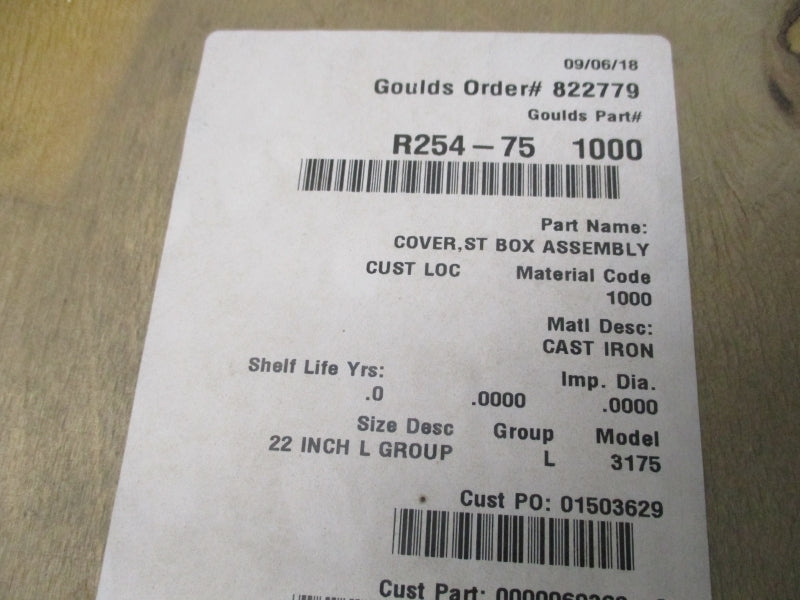 09/06/18
Goulds Order# 822779
Goulds Part#
R254-75 1000
Part Name:
COVER,ST BOX ASSEMBLY
CUST LOC Material Code
1000
Matl Desc:
CAST IRON
Shelf Life Yrs: Imp. Dia.
.0 .0000 .0000
Size Desc Group Model
22 INCH L GROUP L 3175
Cust PO: 01503629
Cust Part: